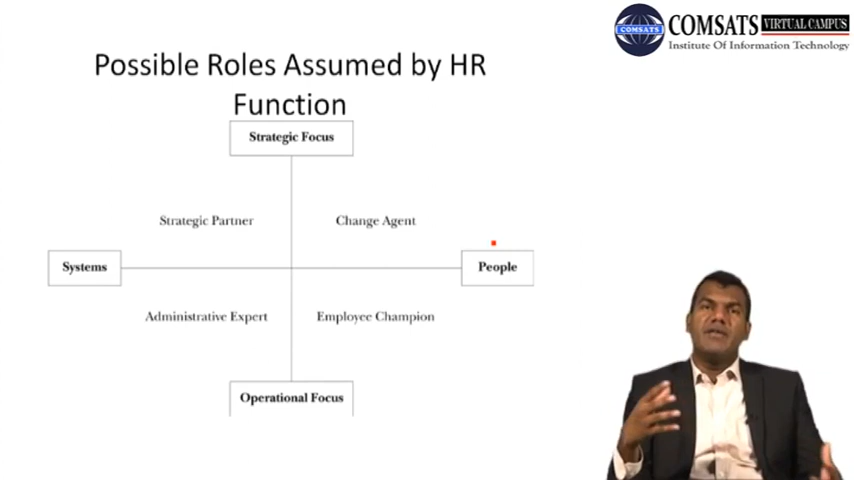 COMSATS
COMSATS VIRTUAL CAMPUS
Institute Of Information Technology
Possible Roles Assumed by HR
Function
Strategic Focus
Strategic Partner
Change Agent
Systems
People
Administrative Expert
Employee Champion
Operational Focus